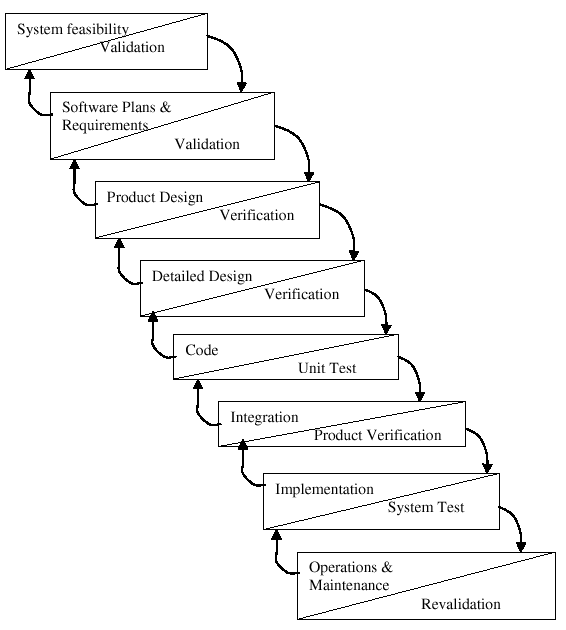 System feasibility
Validation
Software Plans &
Requirements
Validation
Product Design
Verification
Detailed Design
Verification
Code
Unit Test
Integration
Product Verification
Implementation
System Test
Operations &
Maintenance
Revalidation